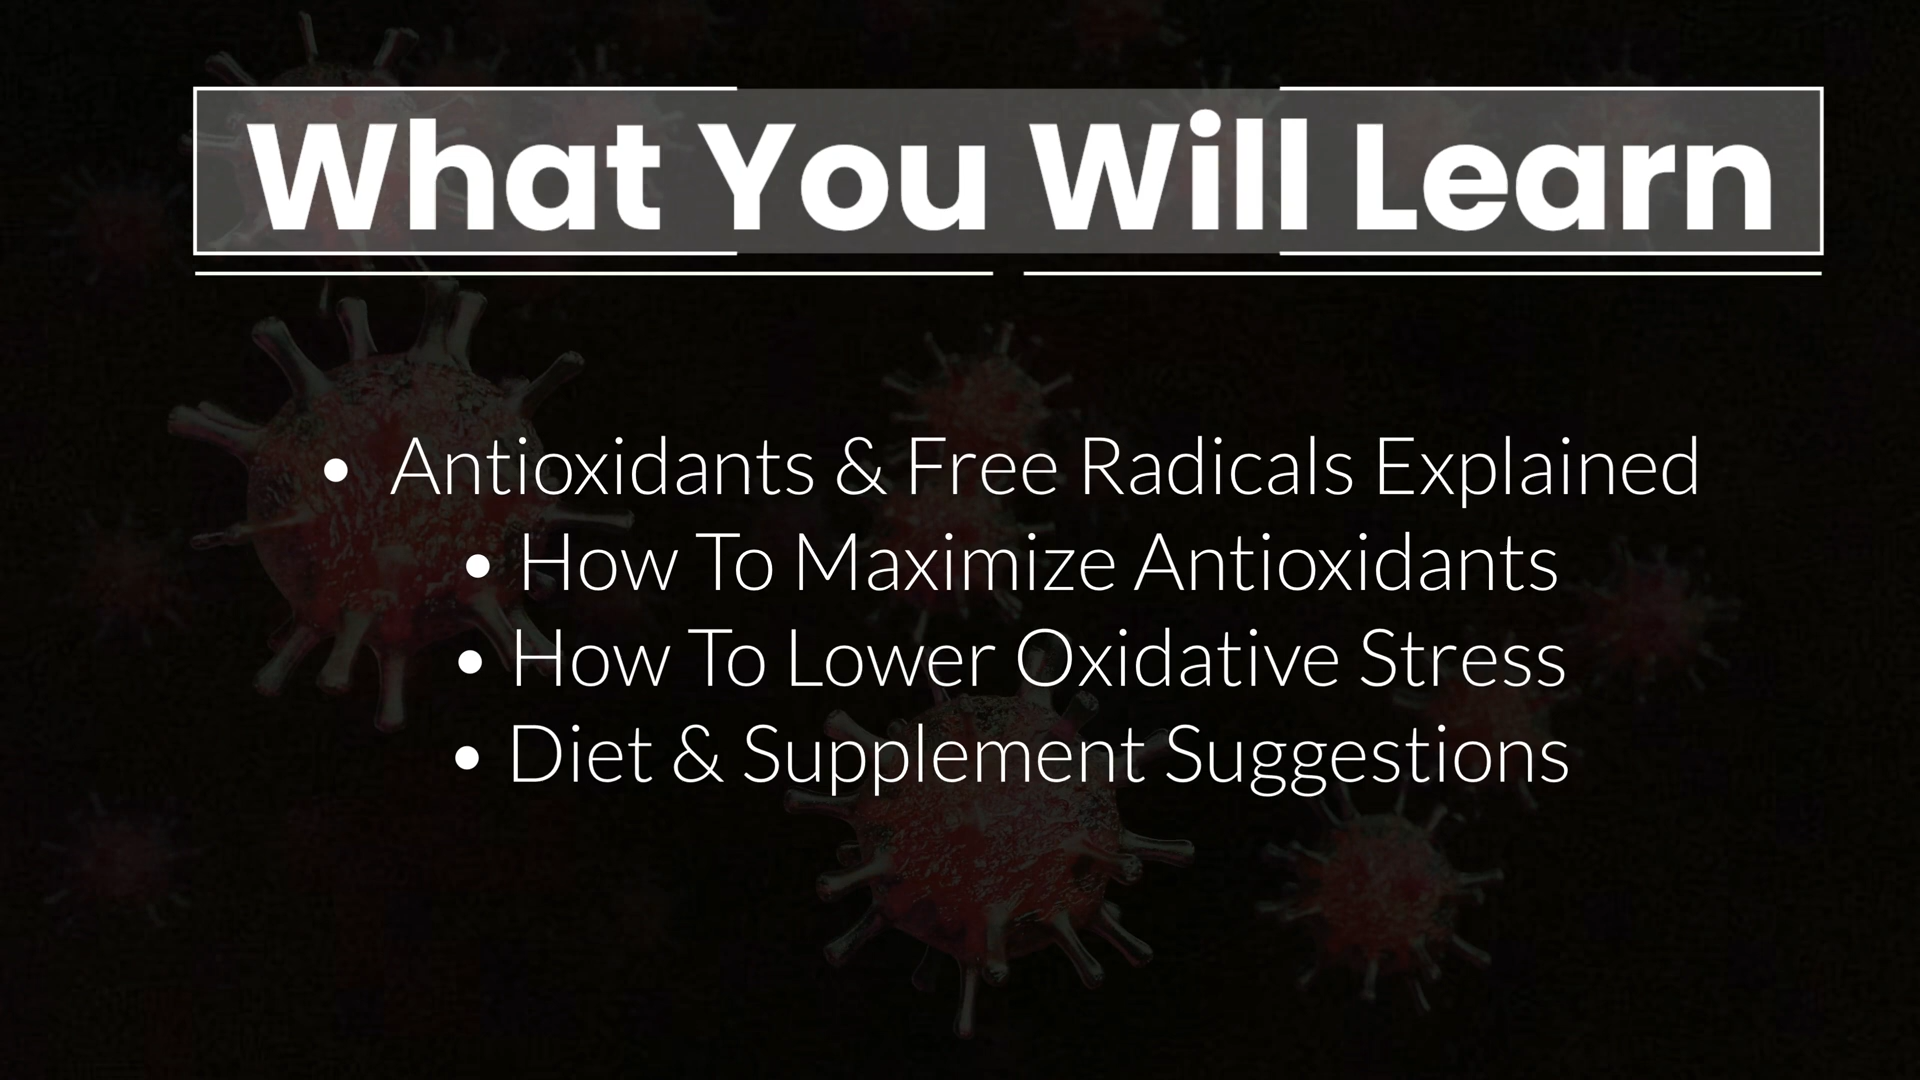 What You Will Learn
• Antioxidants & Free Radicals Explained
• How To Maximize Antioxidants
• How To Lower Oxidative Stress
• Diet & Supplement Suggestions